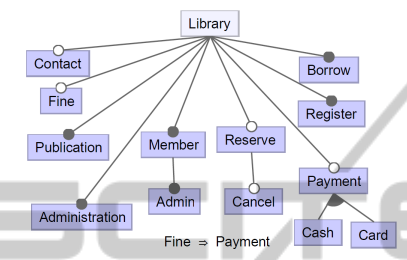 Library
Contact
Borrow
Fine
Register
Publication
Member
Reserve
Payment
Administration
Admin
Cancel
Cash
Card
Fine ⇒ Payment